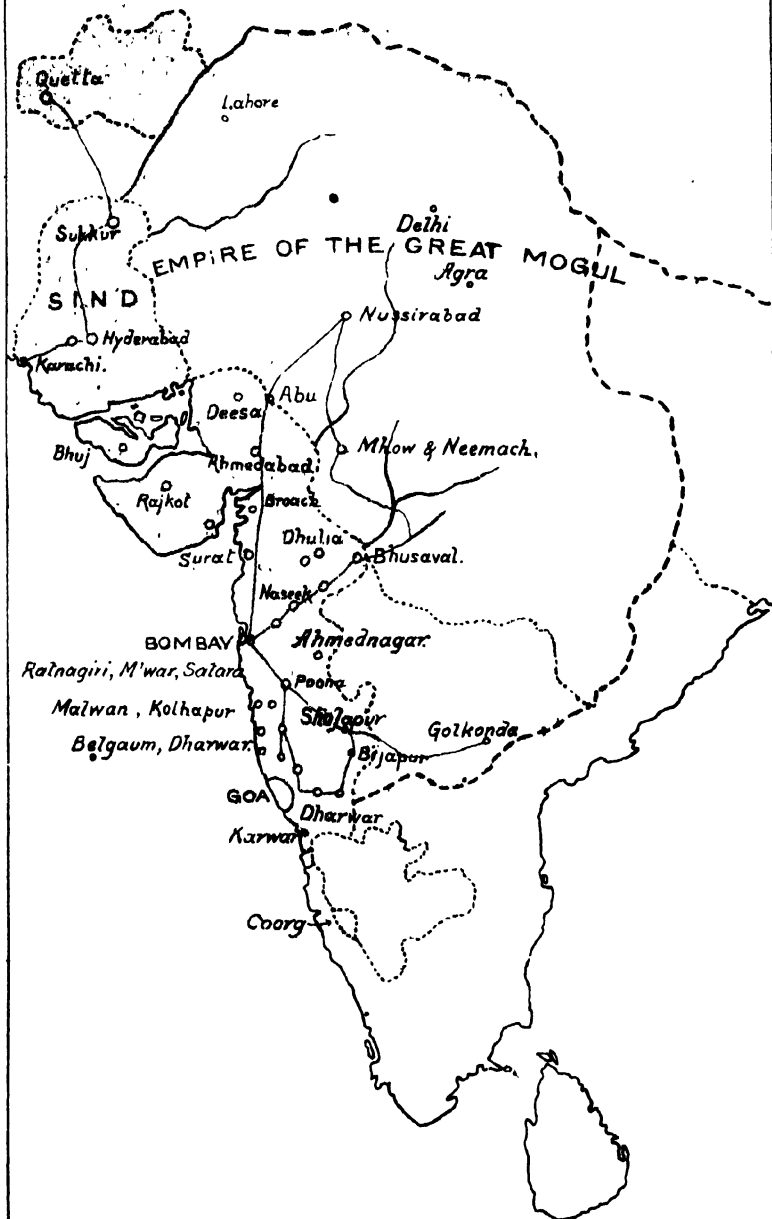 Quetta
Lahore
Sukkur
Delhi
EMPIRE OF THE GREAT MOGUL
Agra
SIND
Nussirabad
Hyderabad
Karachi.
Abu
Deesa
Bhuj
Ahmedabad.
Mhow & Neemach.
Rajkot
Broach
Dhulia
Surat
Bhusaval.
Naseek
BOMBAY
Ahmednagar.
Ratnagiri, M'war, Satara
Poona
Malwan, Kolhapur
Sholapur
Golkonda
Belgaum, Dharwar.
Bijapur
GOA
Dharwar
Karwar
Coorg